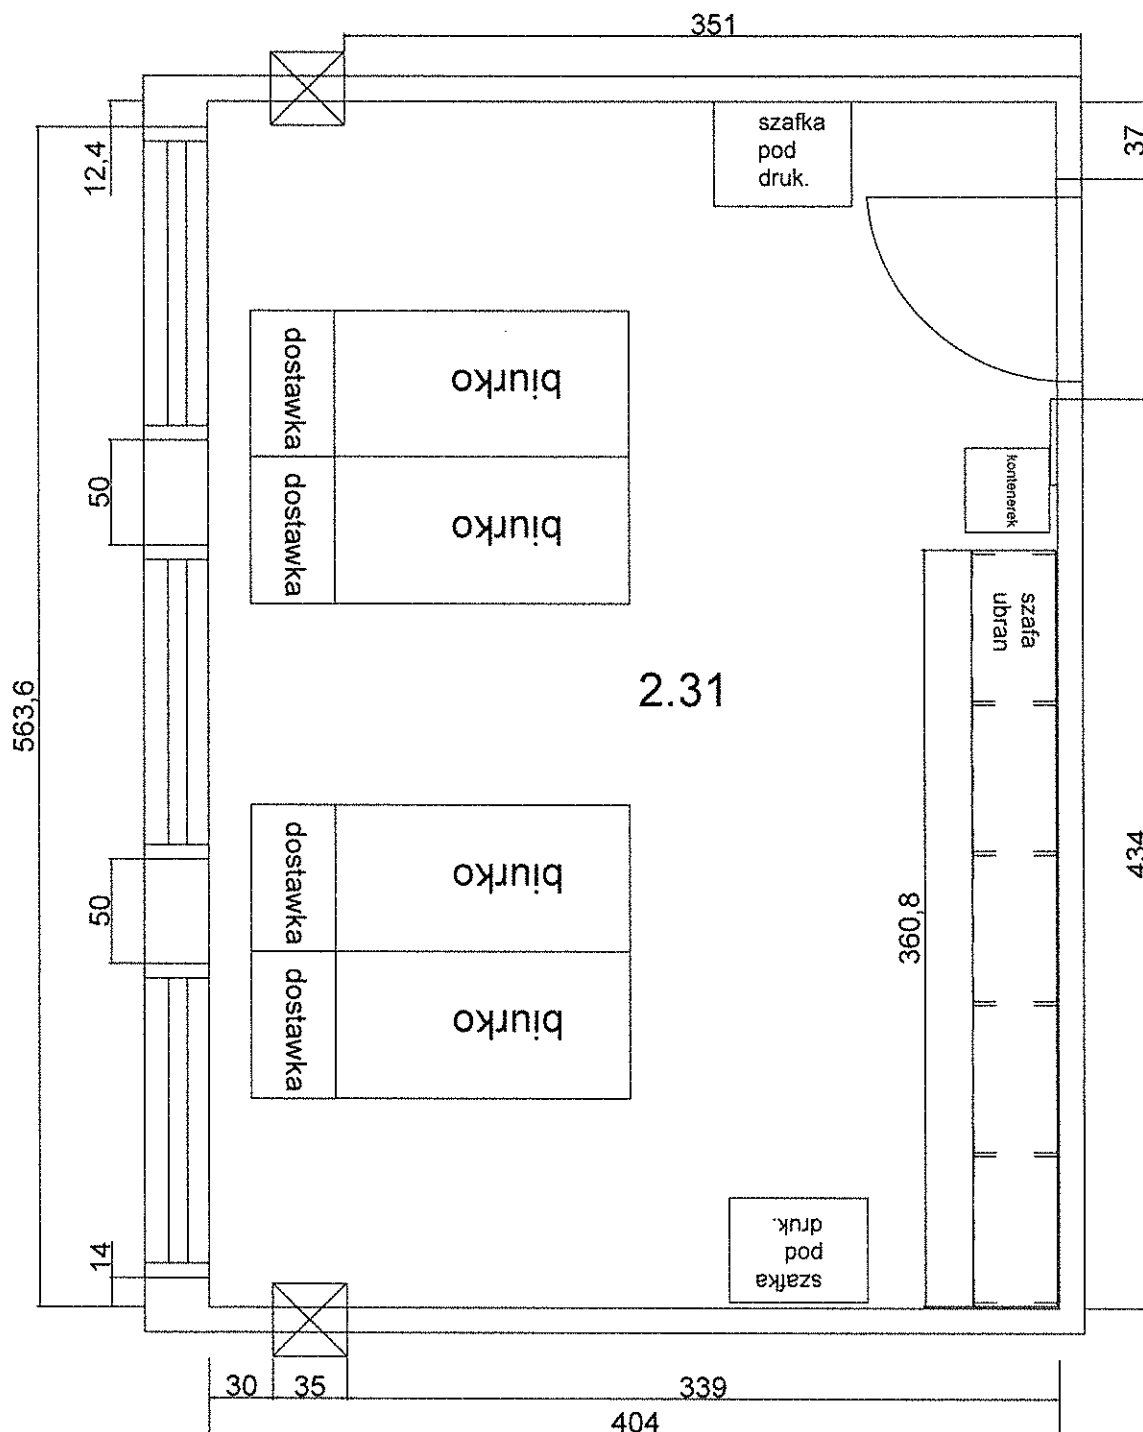 351
szafka
pod
druk.
37
12,4
dostawka
biurko
dostawka
biurko
50
kontenerek
szafa
ubran
2.31
563,6
434
dostawka
biurko
dostawka
biurko
50
360,8
szafka
pod
druk.
14
30
35
339
404